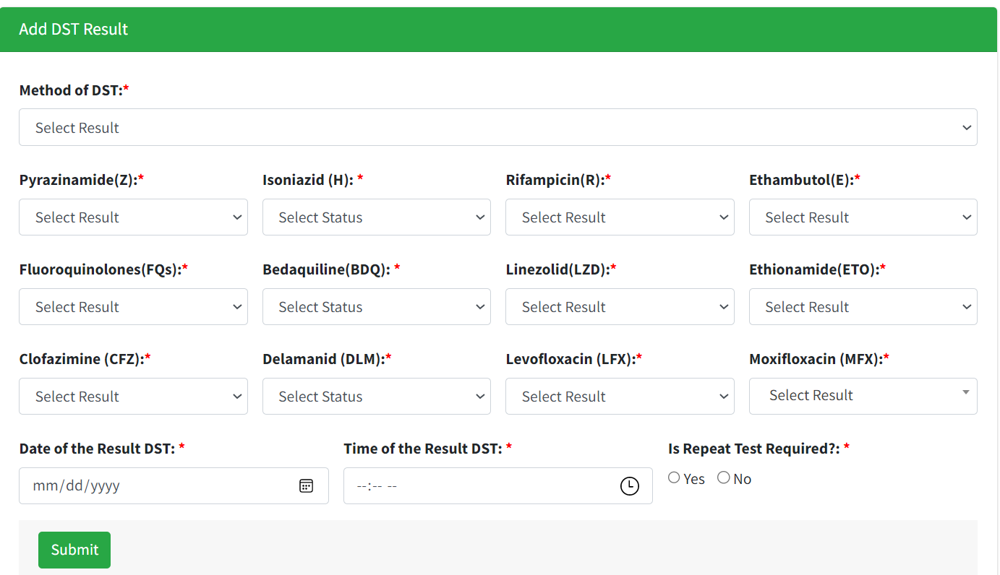 Add DST Result
Method of DST:*
Select Result
Pyrazinamide(Z):* Isoniazid (H): * Rifampicin(R):* Ethambutol(E):*
Select Result Select Status Select Result Select Result
Fluoroquinolones(FQs):* Bedaquiline(BDQ): * Linezolid(LZD):* Ethionamide(ETO):*
Select Result Select Status Select Result Select Result
Clofazimine (CFZ):* Delamanid (DLM):* Levofloxacin (LFX):* Moxifloxacin (MFX):*
Select Result Select Status Select Result Select Result
Date of the Result DST: * Time of the Result DST: * Is Repeat Test Required?: *
mm/dd/yyyy --:-- -- Yes No
Submit